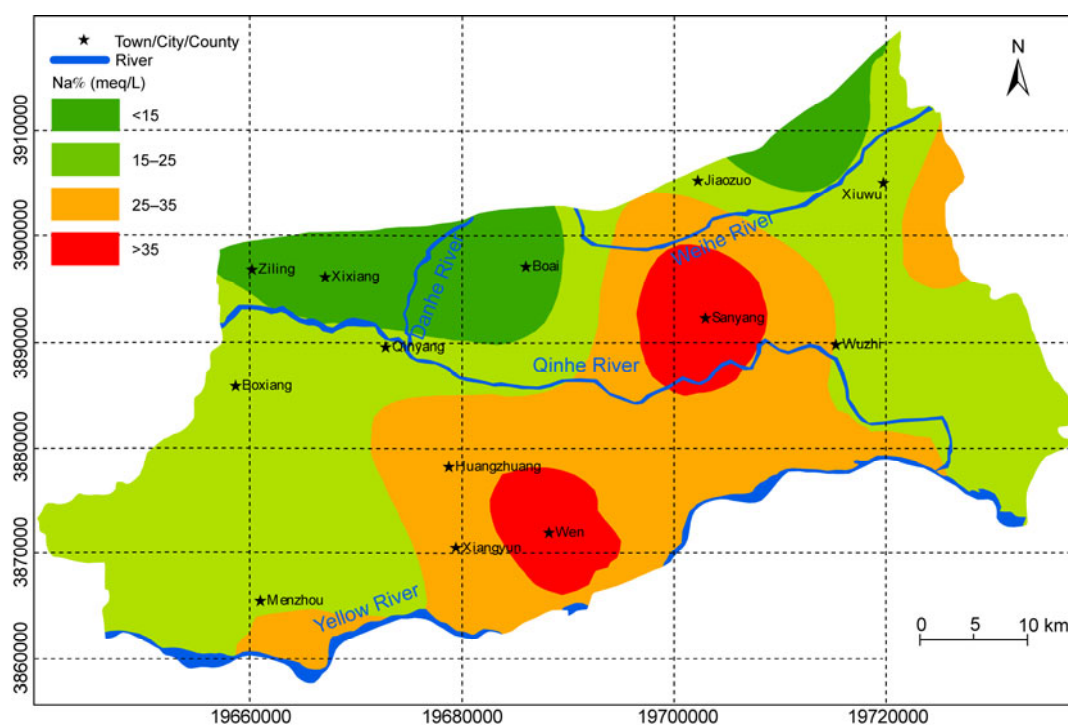 Town/City/County
River
Na% (meq/L)
<15
15–25
25–35
>35
N
Jiaozuo
Xiuwu
Weihe River
Ziling
Xixiang
Danhe River
Boai
Sanyang
Qinyang
Qinhe River
Wuzhi
Boxiang
Huangzhuang
Wen
Xiangyun
Menzhou
Yellow River
0 5 10 km
3910000
3900000
3890000
3880000
3870000
3860000
19660000 19680000 19700000 19720000